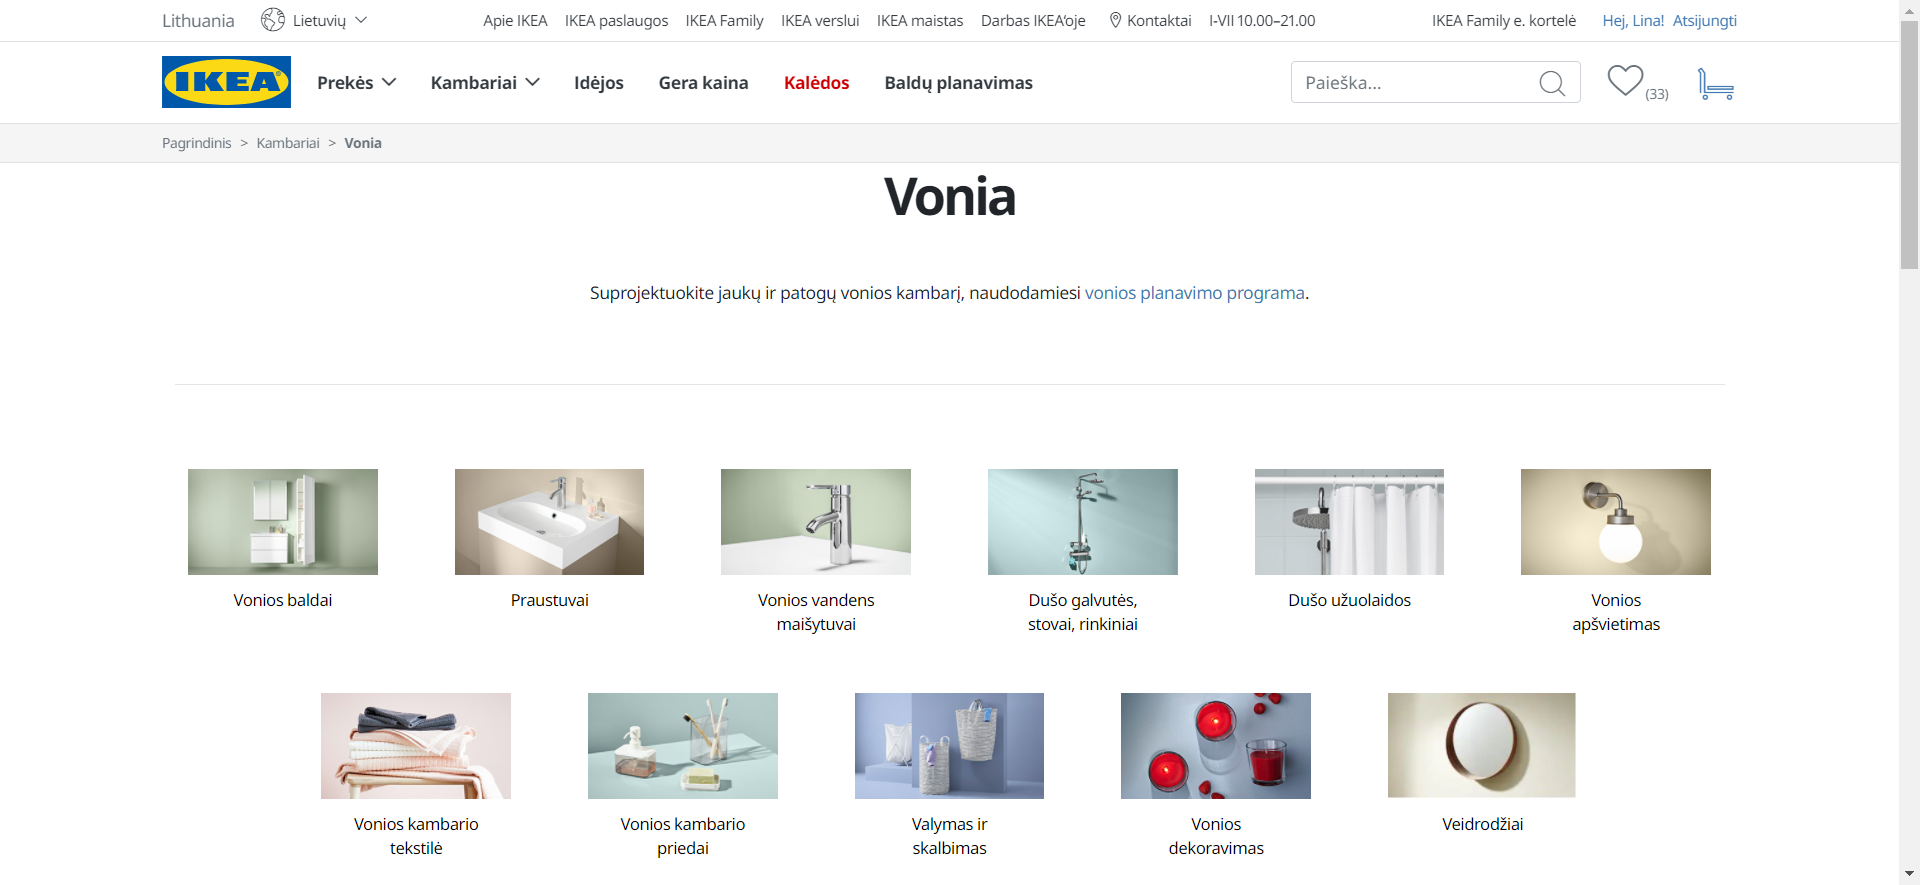 Lithuania Lietuvių Apie IKEA IKEA paslaugos IKEA Family IKEA verslui IKEA maistas Darbas IKEA‘oje Kontaktai I-VII 10.00–21.00 IKEA Family e. kortelė Hej, Lina! Atsijungti
IKEA Prekės Kambariai Idėjos Gera kaina Kalėdos Baldų planavimas Paieška... (33)
Pagrindinis > Kambariai > Vonia
Vonia
Suprojektuokite jaukų ir patogų vonios kambarį, naudodamiesi vonios planavimo programa.
Vonios baldai
Praustuvai
Vonios vandens
maišytuvai
Dušo galvutės,
stovai, rinkiniai
Dušo užuolaidos
Vonios
apšvietimas
Vonios kambario
tekstilė
Vonios kambario
priedai
Valymas ir
skalbimas
Vonios
dekoravimas
Veidrodžiai